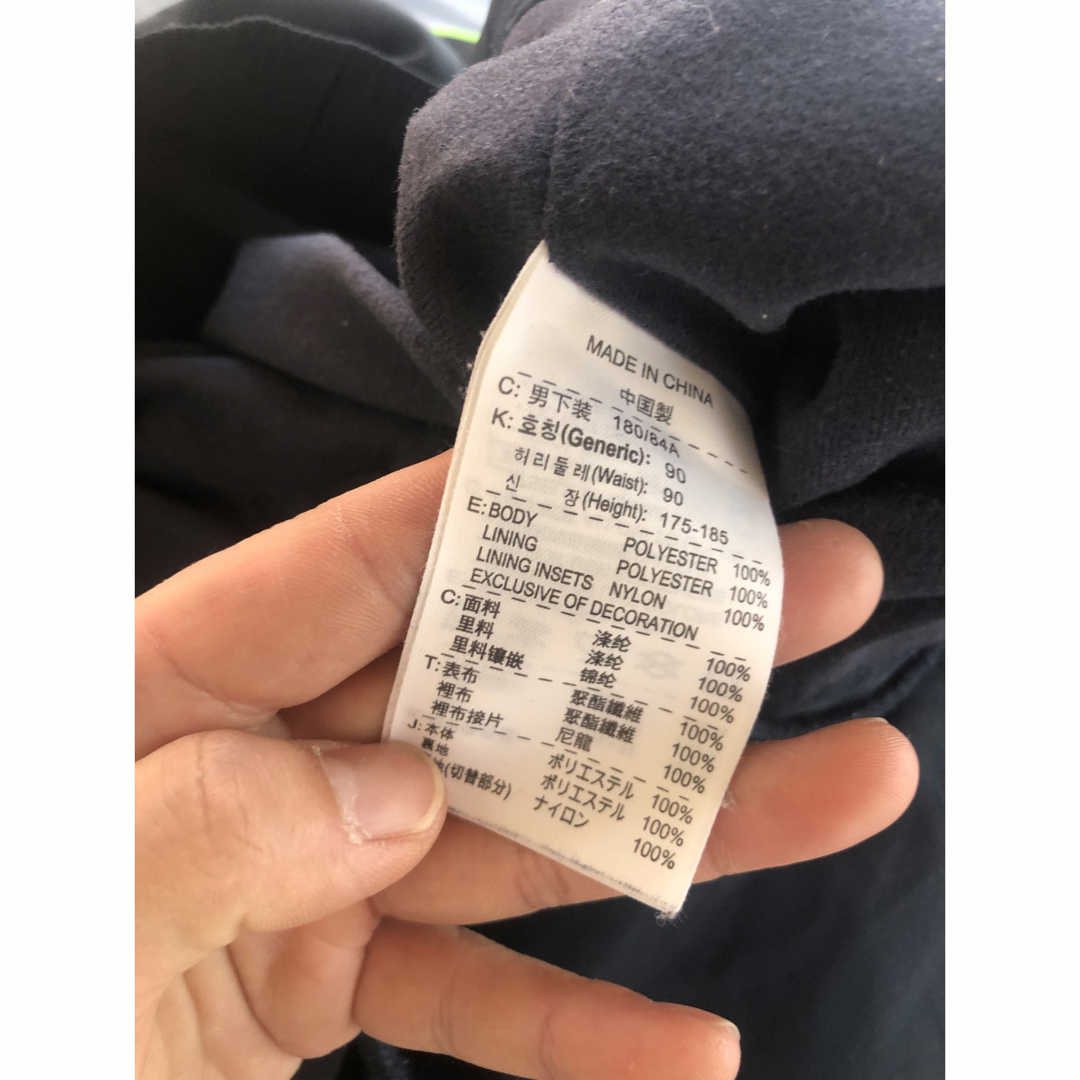 MADE IN CHINA
中国製
C: 男下装 180/84A
K: 호칭(Generic): 90
허리둘레(Waist): 90
신 장(Height): 175-185
E: BODY POLYESTER 100%
LINING POLYESTER 100%
LINING INSETS NYLON 100%
EXCLUSIVE OF DECORATION
C: 面料 涤纶 100%
里料 涤纶 100%
里料镶嵌 锦纶 100%
T: 表布 聚酯纖維 100%
裡布 聚酯纖維 100%
裡布接片 尼龍 100%
J: 本体 ポリエステル 100%
裏地 ポリエステル 100%
地(切替部分) ナイロン 100%